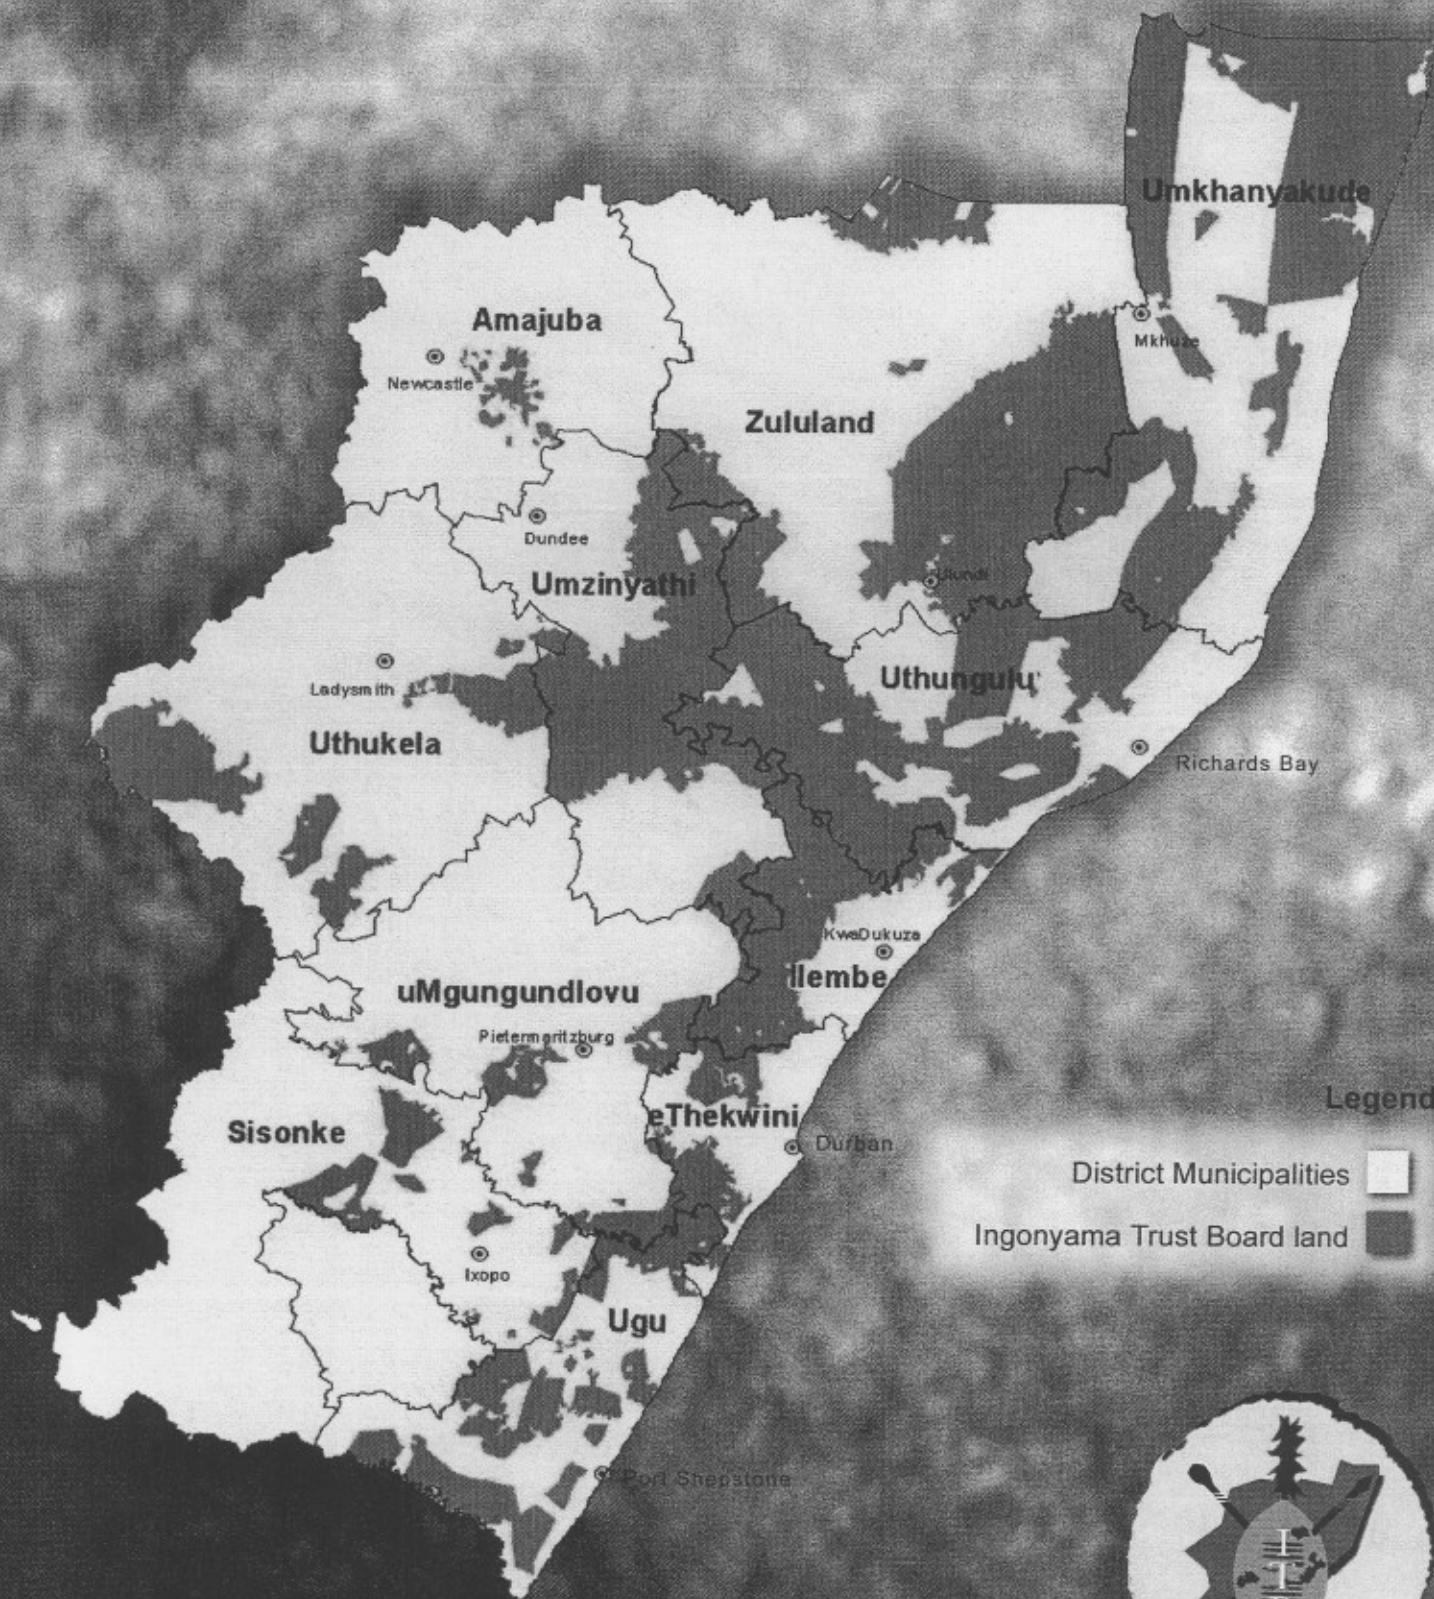 Umkhanyakude
Amajuba
Mkhuze
Newcastle
Zululand
Dundee
Ulundi
Umzinyathi
Ladysmith
Uthungulu
Uthukela
Richards Bay
KwaDukuza
Ilembe
uMgungundlovu
Pietermaritzburg
Legend
eThekwini
Sisonke
Durban
District Municipalities
Ingonyama Trust Board land
Ixopo
Ugu
Port Shepstone
I
T